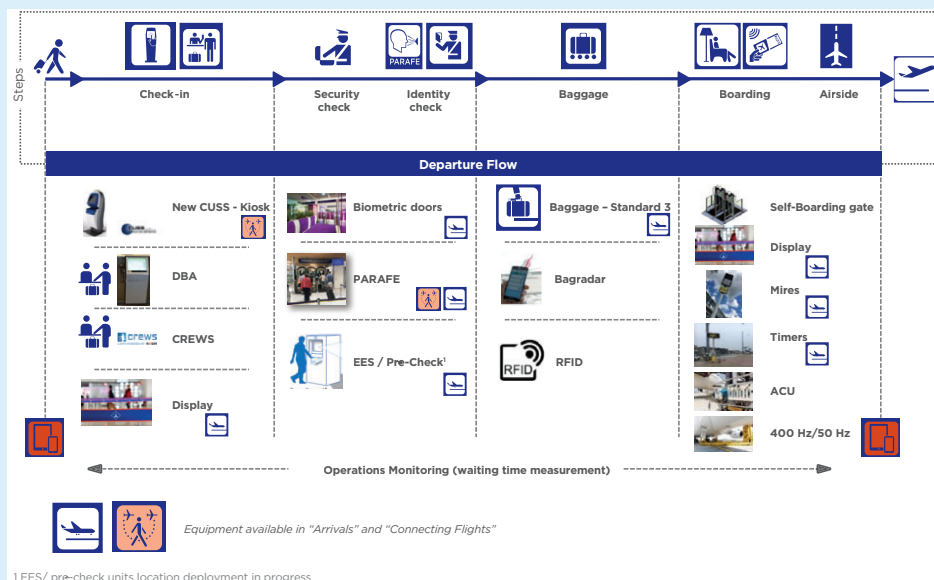 Steps
PARAFE
Check-in
Security
check
Identity
check
Baggage
Boarding
Airside
Departure Flow
New CUSS - Kiosk
DBA
crews
CREWS
Display
Biometric doors
PARAFE
EES / Pre-Check¹
Baggage – Standard 3
Bagradar
RFID
RFID
Self-Boarding gate
Display
Mires
Timers
ACU
400 Hz/50 Hz
Operations Monitoring (waiting time measurement)
Equipment available in “Arrivals” and “Connecting Flights”
1 EES/ pre-check units location deployment in progress